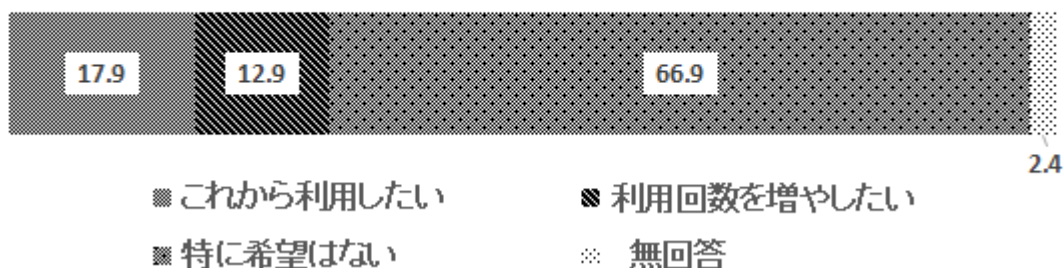 17.9 12.9 66.9
2.4
これから利用したい 利用回数を増やしたい
特に希望はない 無回答